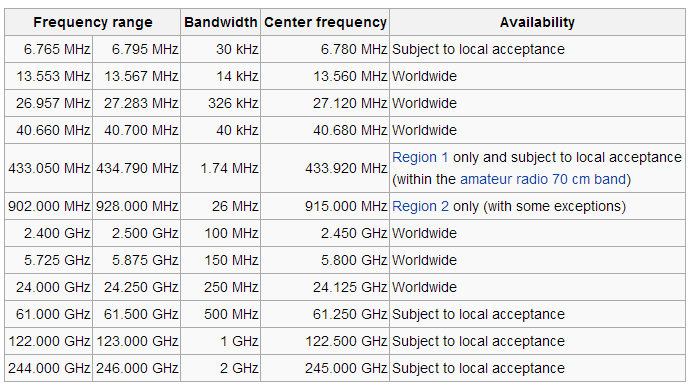 Frequency range Bandwidth Center frequency Availability
6.765 MHz 6.795 MHz 30 kHz 6.780 MHz Subject to local acceptance
13.553 MHz 13.567 MHz 14 kHz 13.560 MHz Worldwide
26.957 MHz 27.283 MHz 326 kHz 27.120 MHz Worldwide
40.660 MHz 40.700 MHz 40 kHz 40.680 MHz Worldwide
433.050 MHz 434.790 MHz 1.74 MHz 433.920 MHz Region 1 only and subject to local acceptance
(within the amateur radio 70 cm band)
902.000 MHz 928.000 MHz 26 MHz 915.000 MHz Region 2 only (with some exceptions)
2.400 GHz 2.500 GHz 100 MHz 2.450 GHz Worldwide
5.725 GHz 5.875 GHz 150 MHz 5.800 GHz Worldwide
24.000 GHz 24.250 GHz 250 MHz 24.125 GHz Worldwide
61.000 GHz 61.500 GHz 500 MHz 61.250 GHz Subject to local acceptance
122.000 GHz 123.000 GHz 1 GHz 122.500 GHz Subject to local acceptance
244.000 GHz 246.000 GHz 2 GHz 245.000 GHz Subject to local acceptance